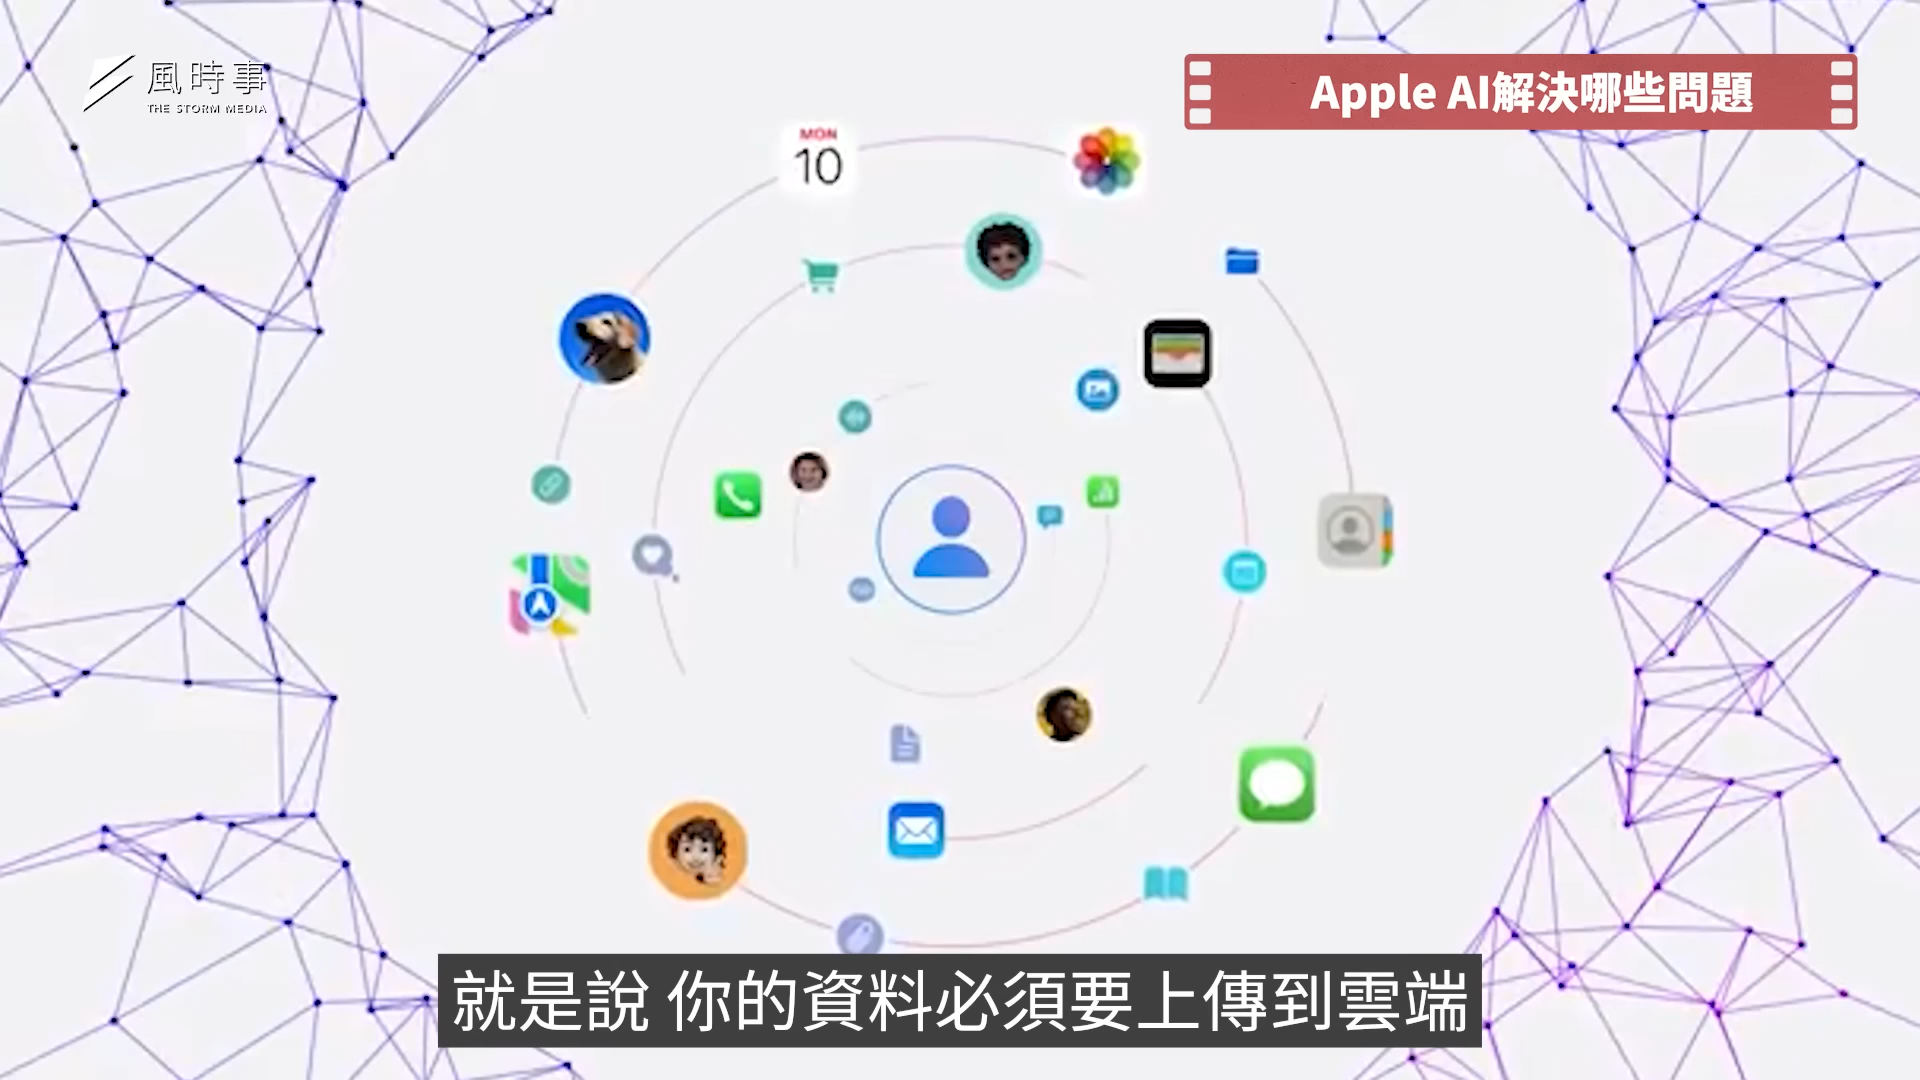 風時事
THE STORM MEDIA
Apple AI解決哪些問題
MON
10
就是說 你的資料必須要上傳到雲端